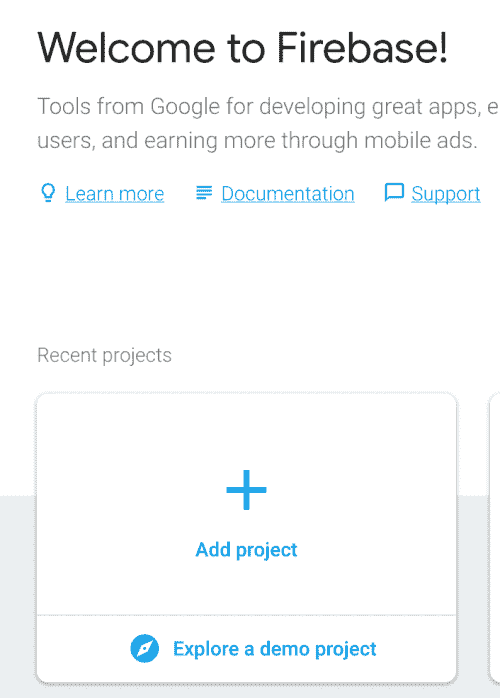 Welcome to Firebase!
Tools from Google for developing great apps, e
users, and earning more through mobile ads.
Learn more Documentation Support
Recent projects
Add project
Explore a demo project